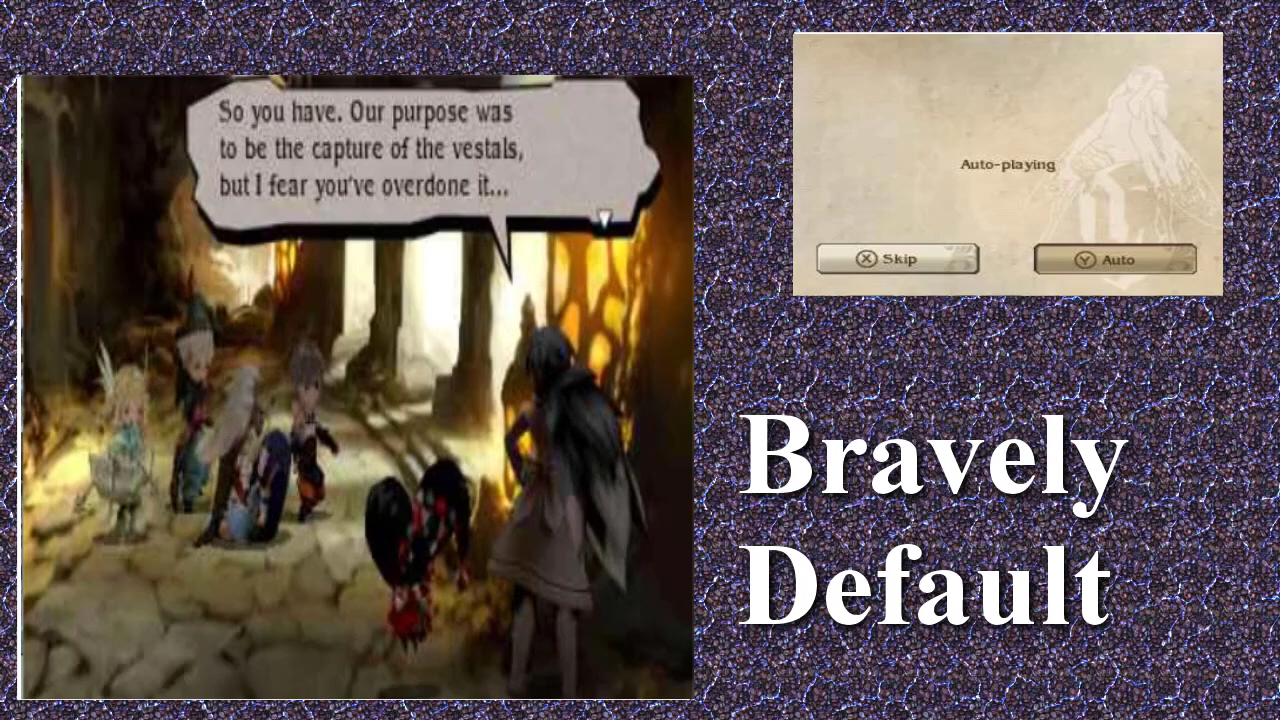 So you have. Our purpose was
to be the capture of the vestals,
but I fear you've overdone it...
Auto-playing
X Skip
Y Auto
Bravely
Default